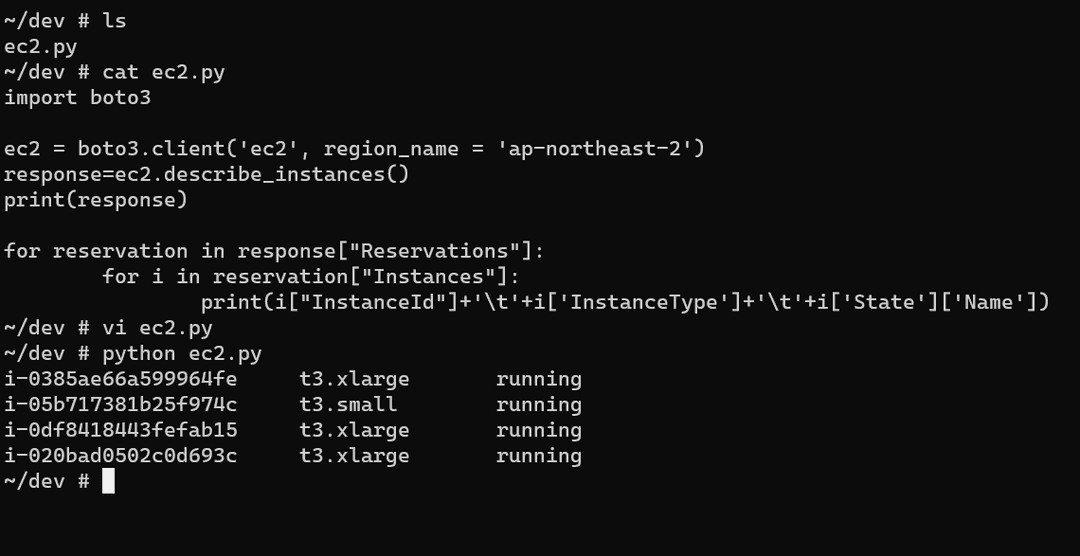 ~/dev # ls
ec2.py
~/dev # cat ec2.py
import boto3

ec2 = boto3.client('ec2', region_name = 'ap-northeast-2')
response=ec2.describe_instances()
print(response)

for reservation in response["Reservations"]:
        for i in reservation["Instances"]:
                print(i["InstanceId"]+'\t'+i['InstanceType']+'\t'+i['State']['Name'])
~/dev # vi ec2.py
~/dev # python ec2.py
i-0385ae66a599964fe     t3.xlarge       running
i-05b717381b25f974c     t3.small        running
i-0df8418443fefab15     t3.xlarge       running
i-020bad0502c0d693c     t3.xlarge       running
~/dev #